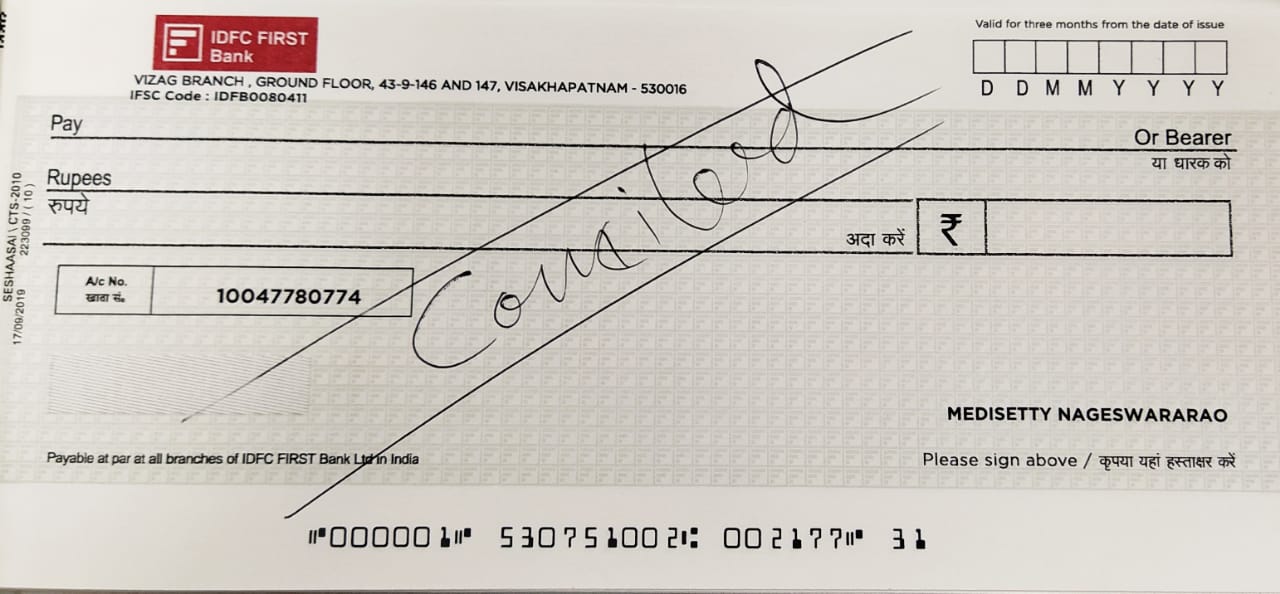 IDFC FIRST
Bank
VIZAG BRANCH , GROUND FLOOR, 43-9-146 AND 147, VISAKHAPATNAM - 530016
IFSC Code : IDFB0080411
Valid for three months from the date of issue
D D M M Y Y Y Y
Pay
Or Bearer
या धारक को
Rupees
रुपये
अदा करें
₹
A/c No.
खाता सं.
10047780774
SESHAASAI \ CTS-2010
223099 / ( 10 )
17/09/2019
MEDISETTY NAGESWARARAO
Payable at par at all branches of IDFC FIRST Bank Ltd in India
Please sign above / कृपया यहां हस्ताक्षर करें
⑈000001⑈ 530751002⑆ 002177⑈ 31